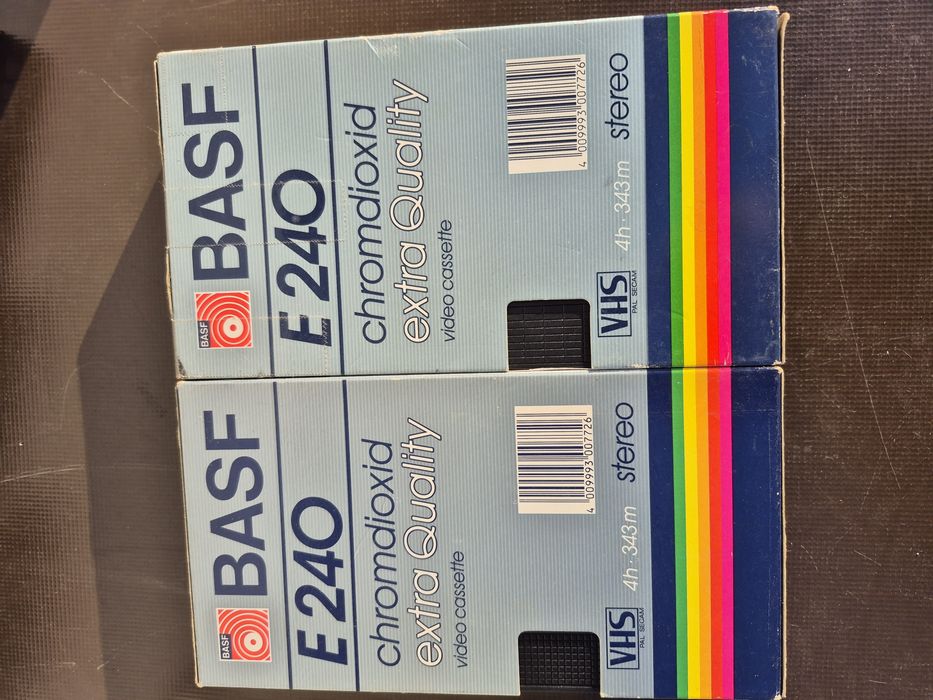 BASF
BASF
E 240
chromdioxid
extra Quality
video cassette
4 009993 007726
VHS
PAL SECAM
4h · 343m stereo
BASF
BASF
E 240
chromdioxid
extra Quality
video cassette
4 009993 007726
VHS
PAL SECAM
4h · 343m stereo